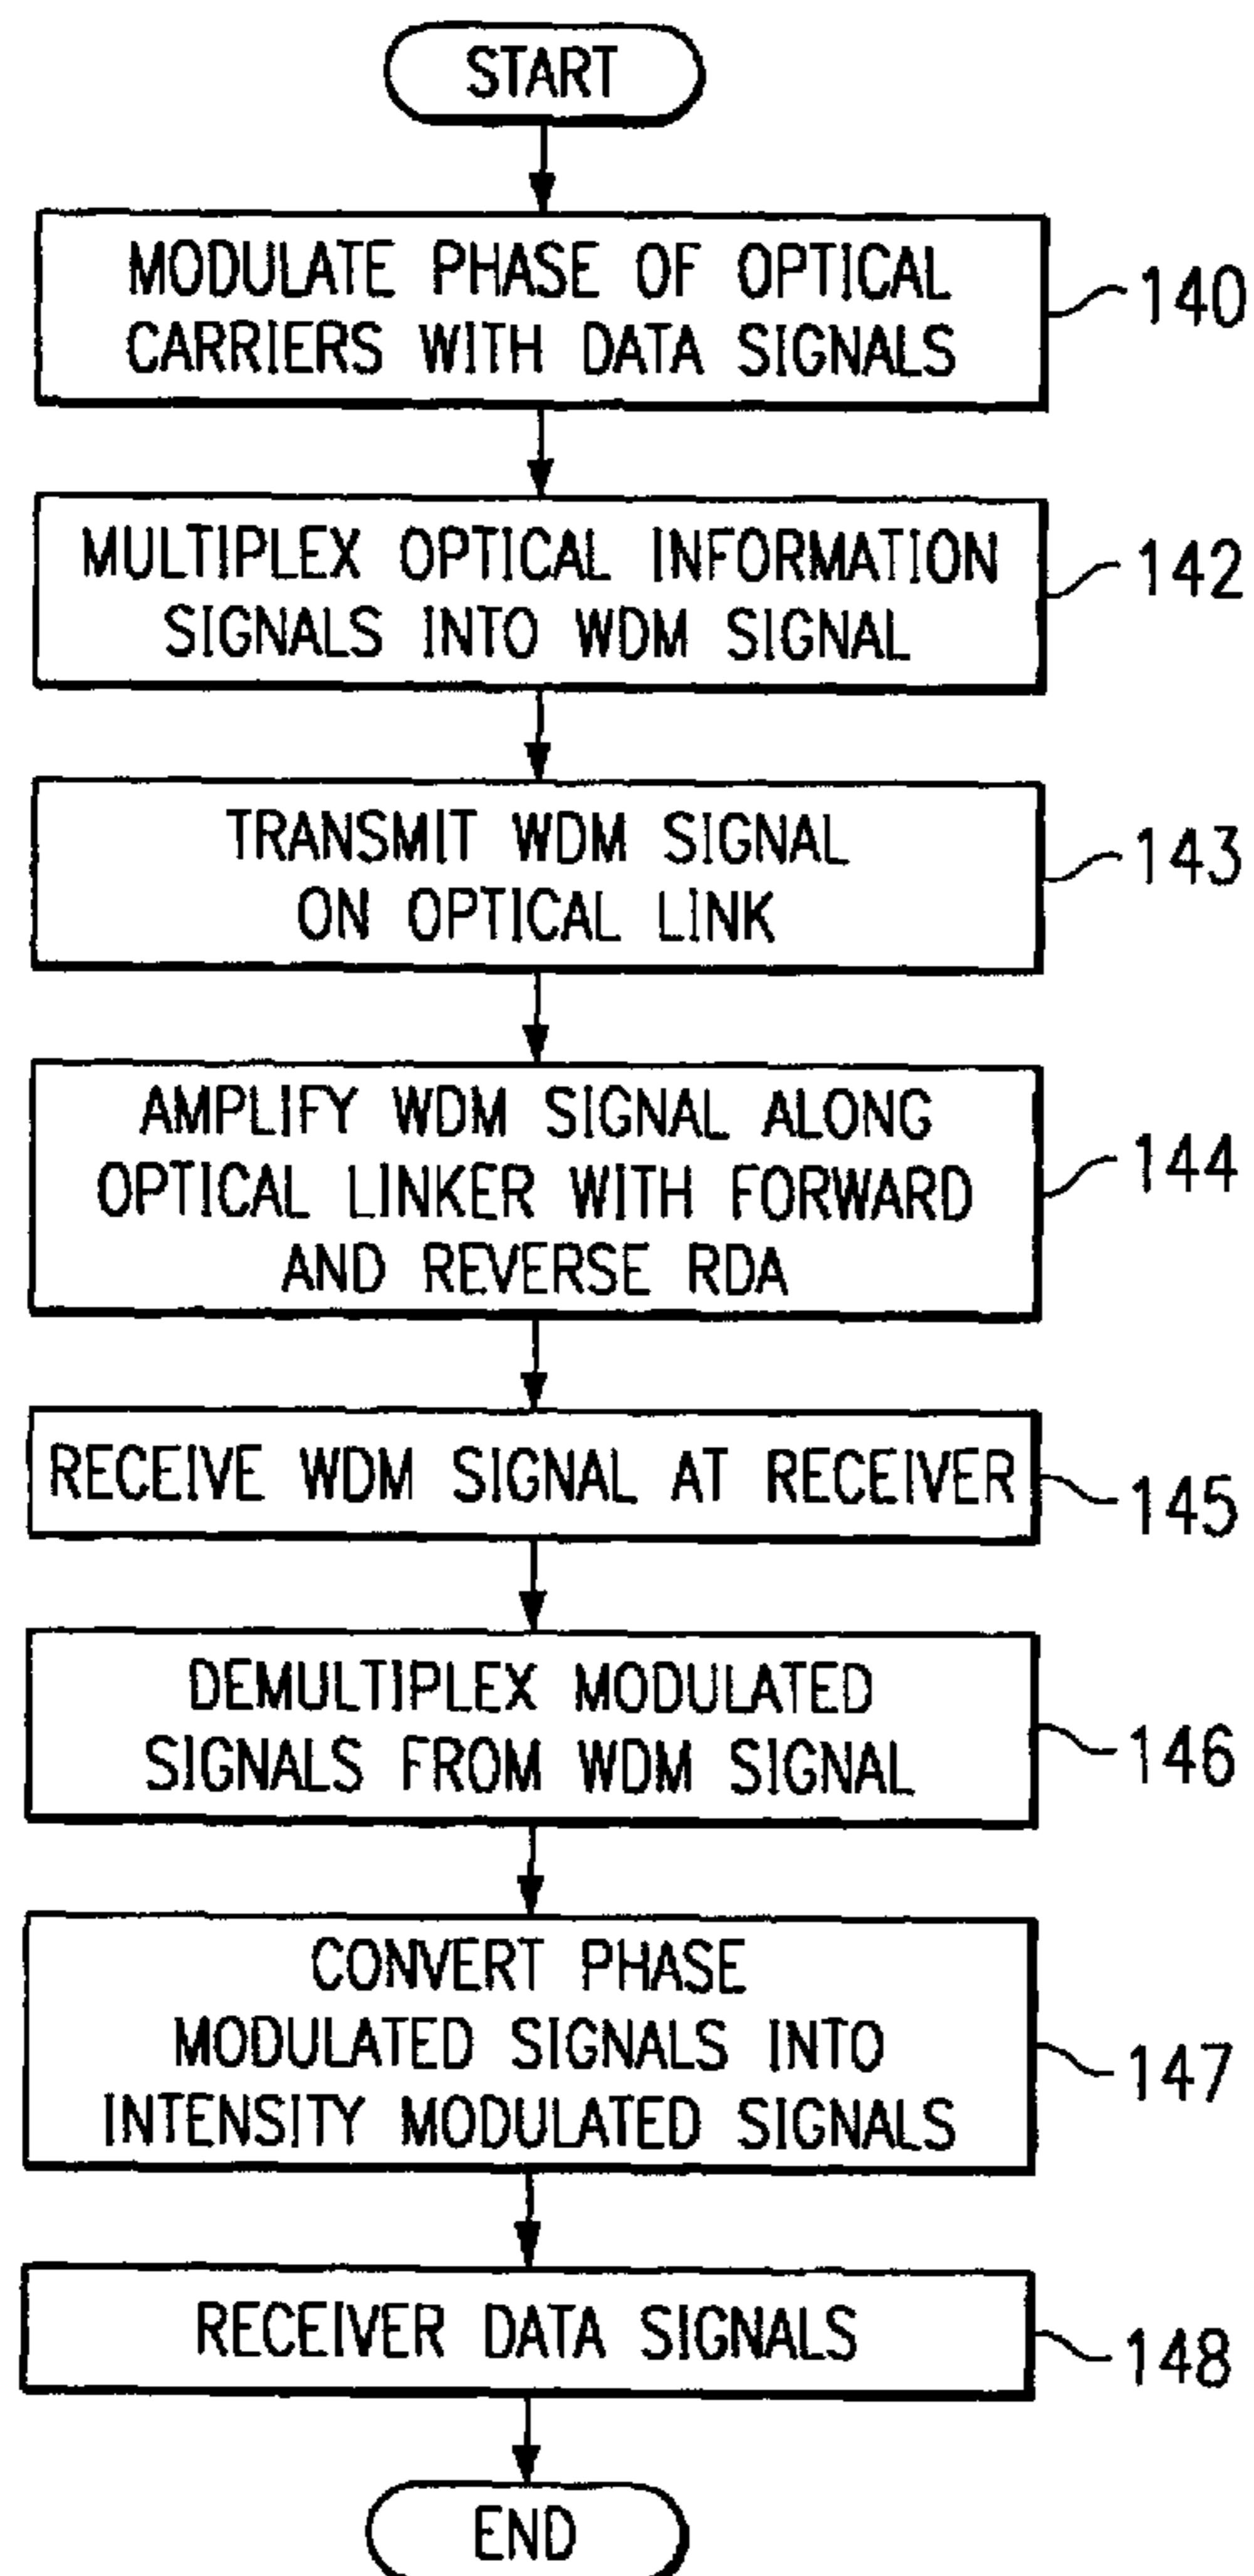 START
MODULATE PHASE OF OPTICAL
CARRIERS WITH DATA SIGNALS
140
MULTIPLEX OPTICAL INFORMATION
SIGNALS INTO WDM SIGNAL
142
TRANSMIT WDM SIGNAL
ON OPTICAL LINK
143
AMPLIFY WDM SIGNAL ALONG
OPTICAL LINKER WITH FORWARD
AND REVERSE RDA
144
RECEIVE WDM SIGNAL AT RECEIVER
145
DEMULTIPLEX MODULATED
SIGNALS FROM WDM SIGNAL
146
CONVERT PHASE
MODULATED SIGNALS INTO
INTENSITY MODULATED SIGNALS
147
RECEIVER DATA SIGNALS
148
END